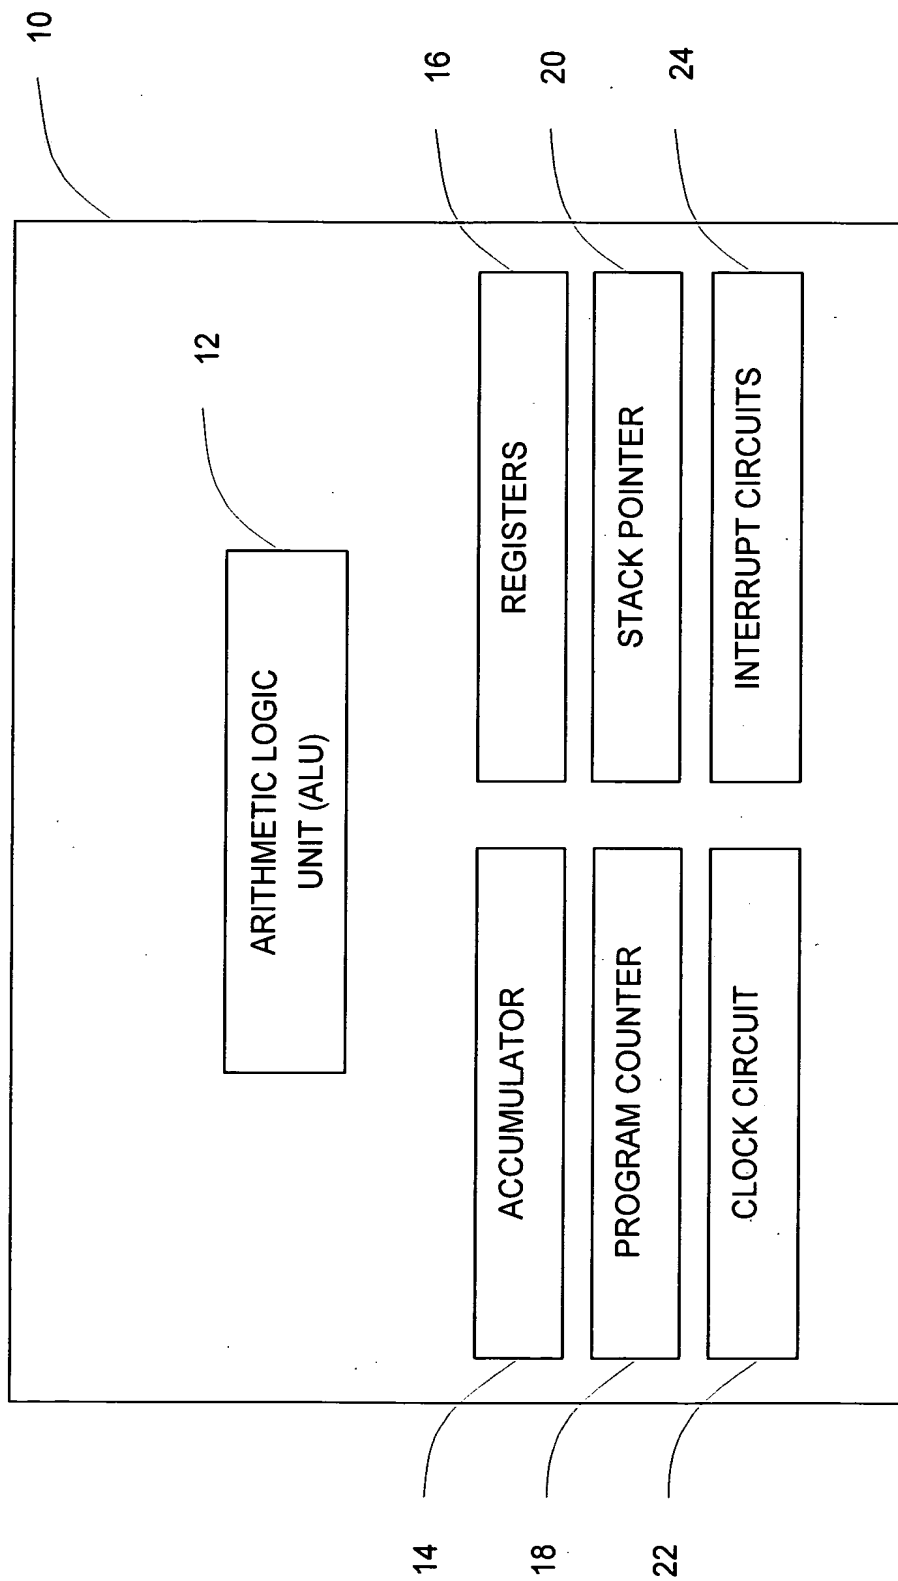 10
12
ARITHMETIC LOGIC
UNIT (ALU)
14
ACCUMULATOR
REGISTERS
16
18
PROGRAM COUNTER
STACK POINTER
20
22
CLOCK CIRCUIT
INTERRUPT CIRCUITS
24